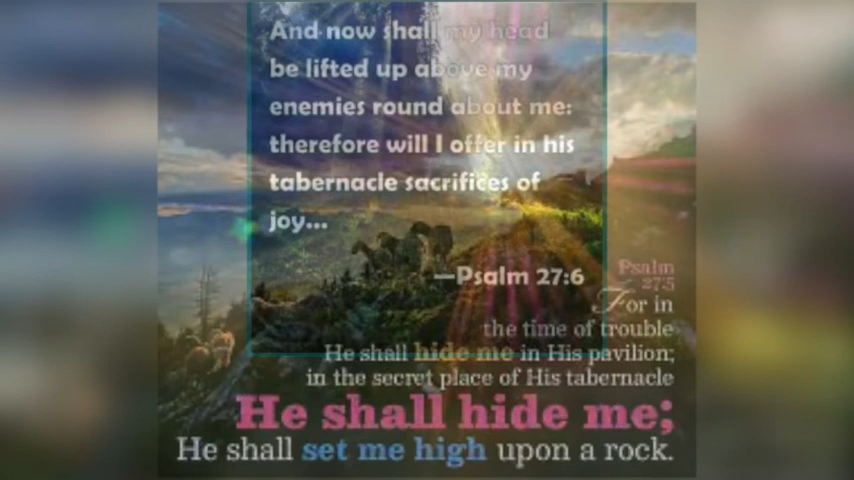 And now shall my head
be lifted up above my
enemies round about me:
therefore will I offer in his
tabernacle sacrifices of
joy...
—Psalm 27:6
Psalm
27:5
For in
the time of trouble
He shall hide me in His pavilion;
in the secret place of His tabernacle
He shall hide me;
He shall set me high upon a rock.